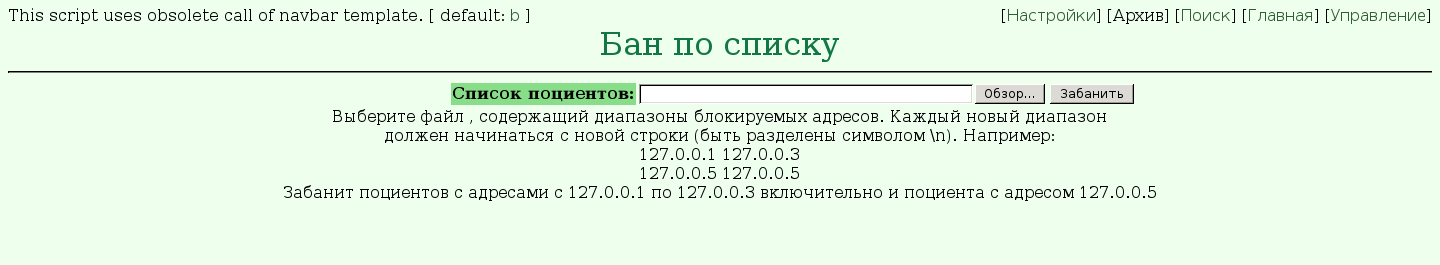 This script uses obsolete call of navbar template. [ default: b ] [Настройки] [Архив] [Поиск] [Главная] [Управление]
Бан по списку
Список поциентов: Обзор... Забанить
Выберите файл , содержащий диапазоны блокируемых адресов. Каждый новый диапазон
должен начинаться с новой строки (быть разделены символом \n). Например:
127.0.0.1 127.0.0.3
127.0.0.5 127.0.0.5
Забанит поциентов с адресами с 127.0.0.1 по 127.0.0.3 включительно и поциента с адресом 127.0.0.5